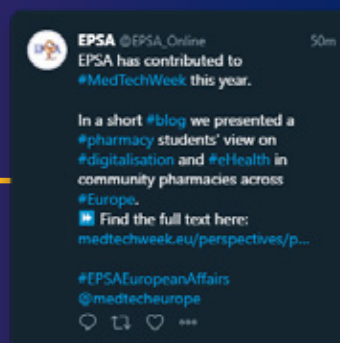 EPSA @EPSA_Online 50m
EPSA has contributed to
#MedTechWeek this year.
In a short #blog we presented a
#pharmacy students' view on
#digitalisation and #eHealth in
community pharmacies across
#Europe.
Find the full text here:
medtechweek.eu/perspectives/p...
#EPSAEuropeanAffairs
@medtecheurope